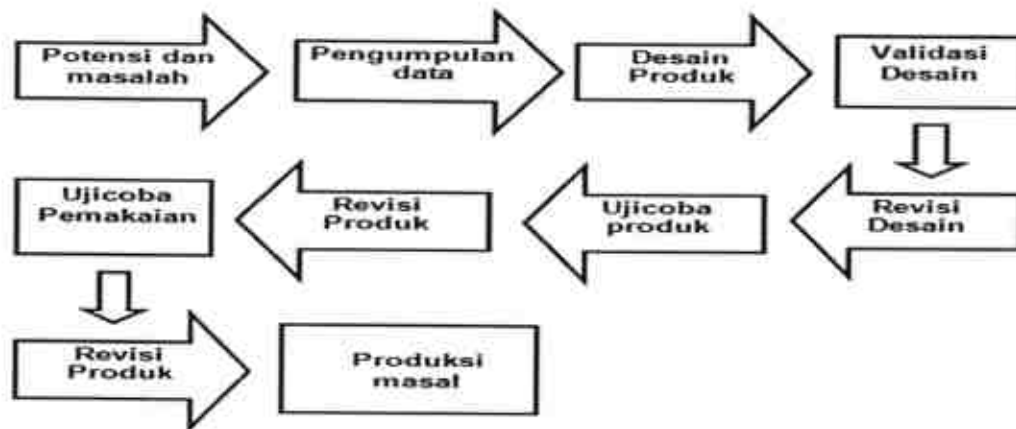 Potensi dan
masalah
Pengumpulan
data
Desain
Produk
Validasi
Desain
Revisi
Desain
Ujicoba
produk
Revisi
Produk
Ujicoba
Pemakaian
Revisi
Produk
Produksi
masal